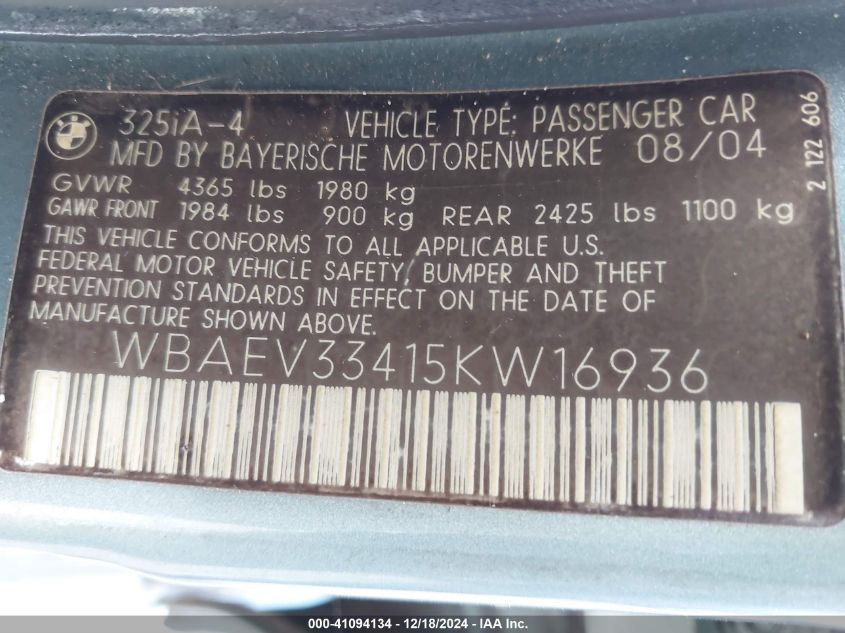 325iA-4 VEHICLE TYPE: PASSENGER CAR
MFD BY BAYERISCHE MOTORENWERKE 08/04
GVWR 4365 lbs 1980 kg
GAWR FRONT 1984 lbs 900 kg REAR 2425 lbs 1100 kg
THIS VEHICLE CONFORMS TO ALL APPLICABLE U.S.
FEDERAL MOTOR VEHICLE SAFETY, BUMPER AND THEFT
PREVENTION STANDARDS IN EFFECT ON THE DATE OF
MANUFACTURE SHOWN ABOVE.
WBAEV33415KW16936
2 122 606
000-41094134 - 12/18/2024 - IAA Inc.